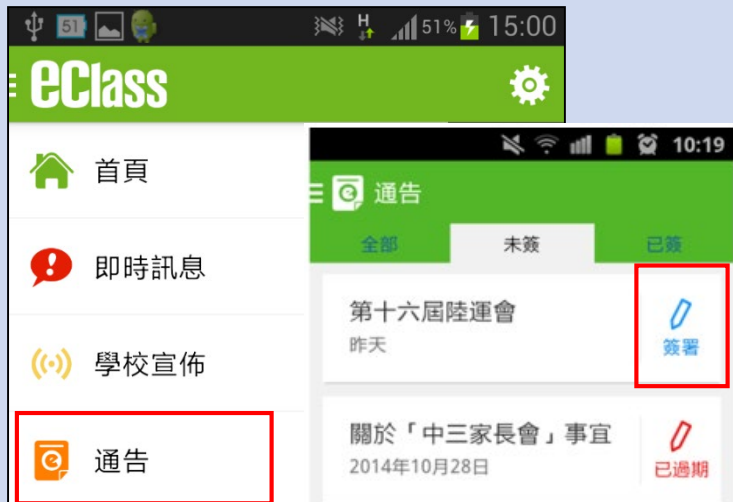 51
H
51%
15:00
eClass
首頁
即時訊息
學校宣佈
通告
10:19
通告
全部
未簽
已簽
第十六屆陸運會
昨天
簽署
關於「中三家長會」事宜
2014年10月28日
已過期